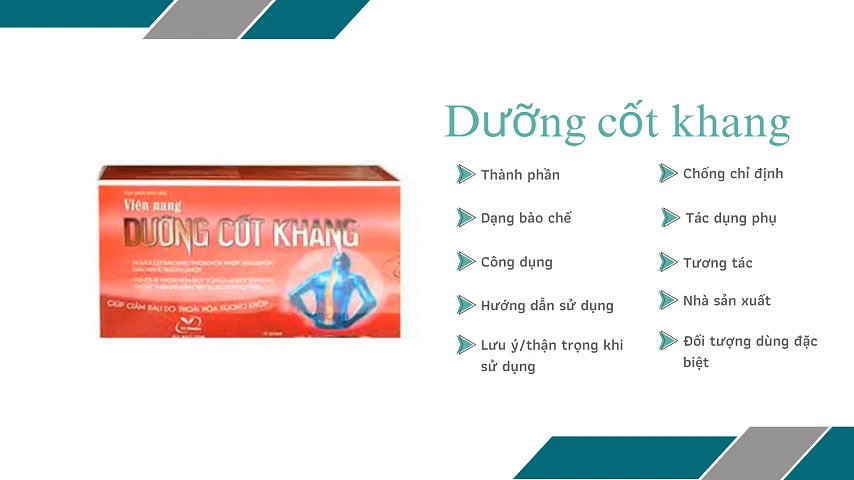 Dưỡng cốt khang
Thành phần
Dạng bào chế
Công dụng
Hướng dẫn sử dụng
Lưu ý/thận trọng khi
sử dụng
Chống chỉ định
Tác dụng phụ
Tương tác
Nhà sản xuất
Đối tượng dùng đặc
biệt
Viên nang
DƯỠNG CỐT KHANG
GIÚP GIẢM ĐAU DO THOÁI HÓA XƯƠNG KHỚP